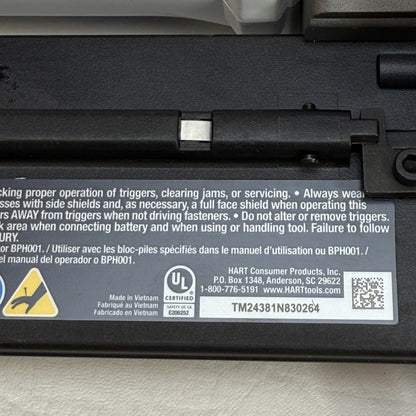 cking proper operation of triggers, clearing jams, or servicing. • Always wear
sses with side shields and, as necessary, a full face shield when operating this
rs AWAY from triggers when not driving fasteners. • Do not alter or remove triggers.
k area when connecting battery and when using or handling tool. Failure to follow
URY.
or BPH001. / Utiliser avec les bloc-piles spécifiés dans le manuel d'utilisation ou BPH001.
el manual del operador o BPH001.
UL
CERTIFIED
SAFETY US-CA
E206252
Made in Vietnam
Fabriqué au Vietnam
Fabricado en Vietnam
HART Consumer Products, Inc.
P.O. Box 1348, Anderson, SC 29622
1-800-776-5191 www.HARTtools.com
TM24381N830264